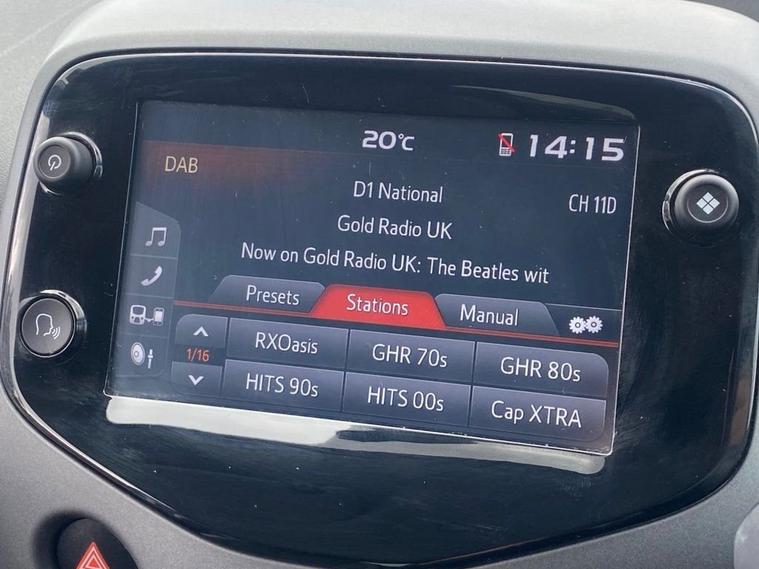 20°C
14:15
DAB
D1 National
CH 11D
Gold Radio UK
Now on Gold Radio UK: The Beatles wit
Presets
Stations
Manual
1/16
RXOasis
GHR 70s
GHR 80s
HITS 90s
HITS 00s
Cap XTRA